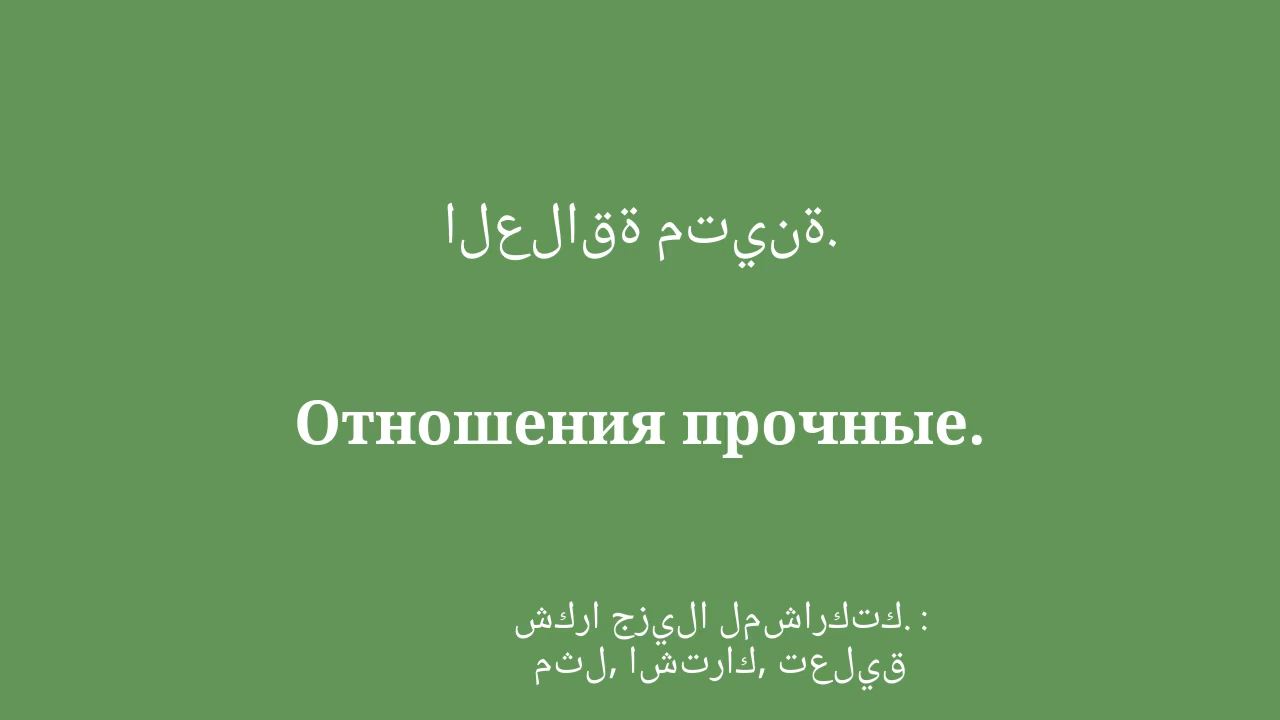 العلاقة متينة.
Отношения прочные.
شكرا جزيلا لمشاركتك. :
مثل, اشتراك, تعليق